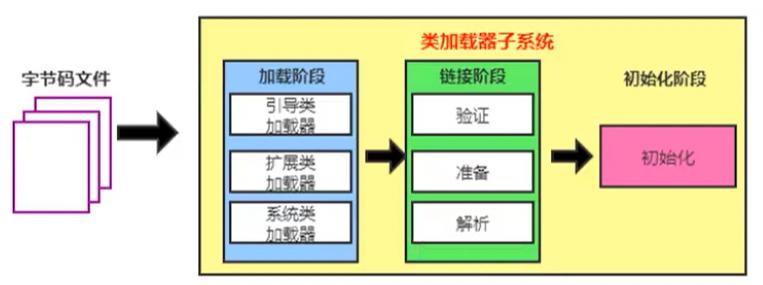 类加载器子系统
字节码文件
加载阶段
引导类
加载器
扩展类
加载器
系统类
加载器
链接阶段
验证
准备
解析
初始化阶段
初始化